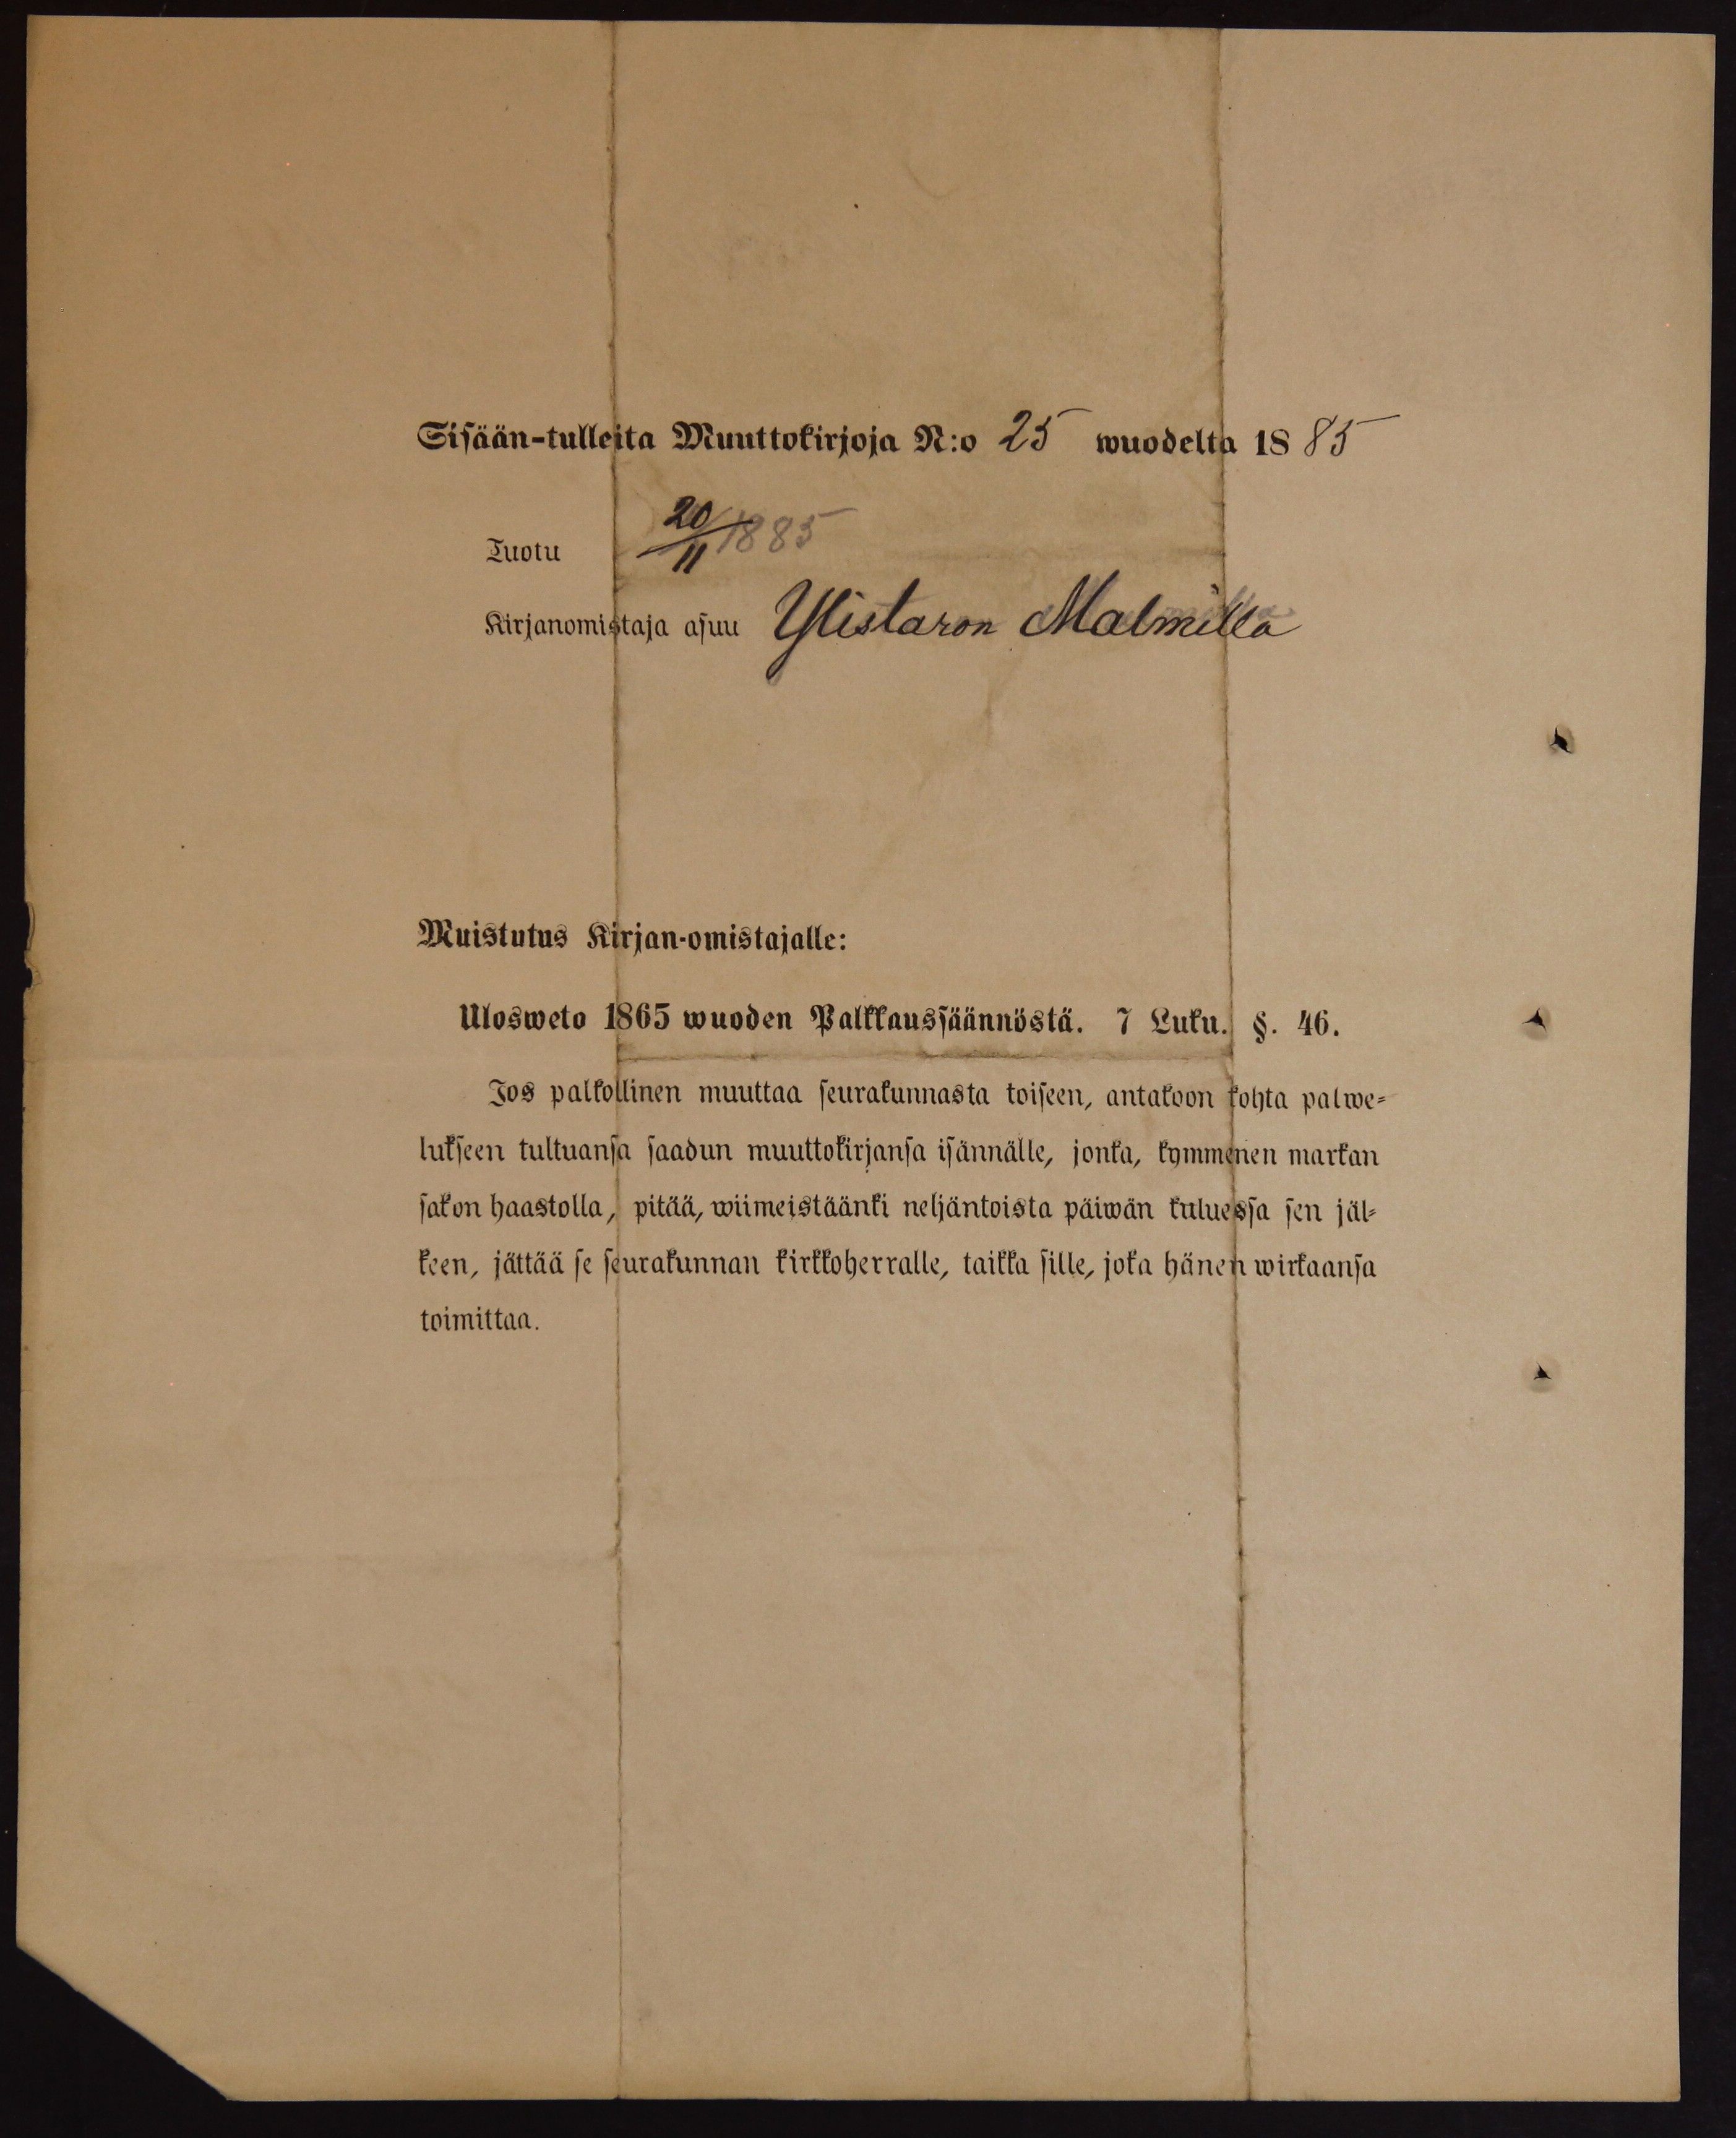 Sisään-tulleita Muuttokirjoja N:o 25 wuodelta 1885
Tuotu 20/11 1885
Kirjanomistaja asuu Ylistaron Malmilla
Muistutus Kirjan-omistajalle:
Ulosweto 1865 wuoden Palkkaussäännöstä. 7 Luku. §. 46.
Jos palkollinen muuttaa seurakunnasta toiseen, antakoon kohta palwe-
lukseen tultuansa saadun muuttokirjansa isännälle, jonka, kymmenen markan
sakon haastolla, pitää, wiimeistäänki neljäntoista päiwän kuluessa sen jäl-
keen, jättää se seurakunnan kirkkoherralle, taikka sille, joka hänen wirkaansa
toimittaa.